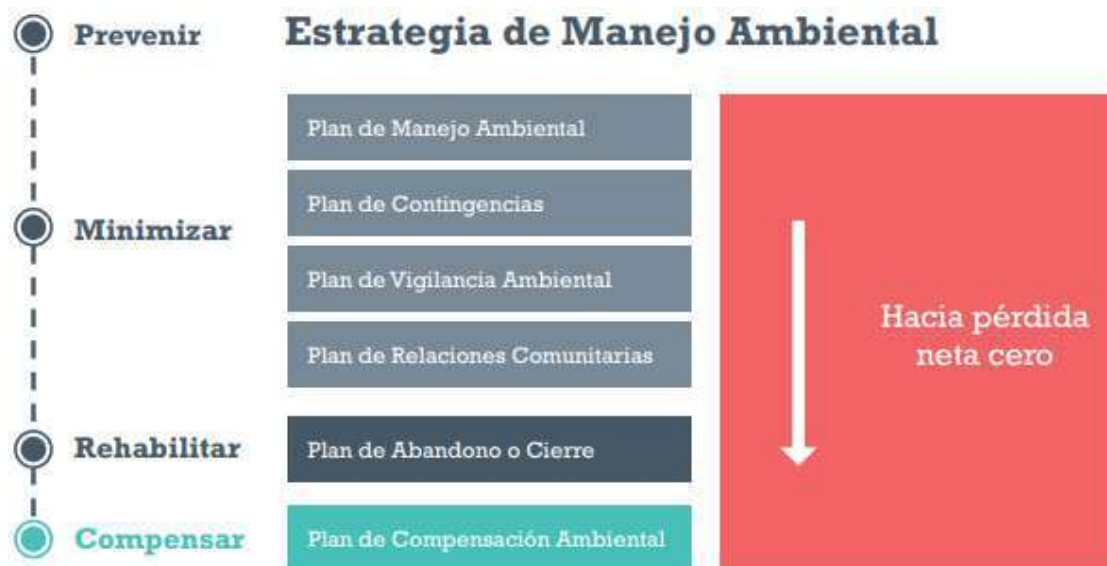 Estrategia de Manejo Ambiental
Prevenir
Minimizar
Rehabilitar
Compensar
Plan de Manejo Ambiental
Plan de Contingencias
Plan de Vigilancia Ambiental
Plan de Relaciones Comunitarias
Plan de Abandono o Cierre
Plan de Compensación Ambiental
Hacia pérdida
neta cero